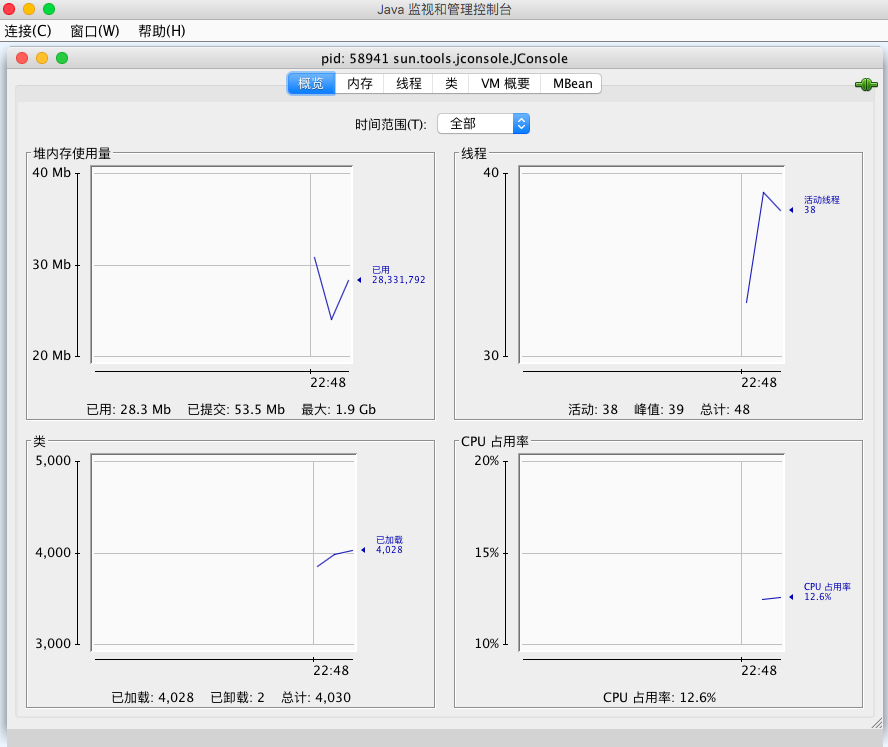 Java 监视和管理控制台
连接(C) 窗口(W) 帮助(H)
pid: 58941 sun.tools.jconsole.JConsole
概览 内存 线程 类 VM 概要 MBean
时间范围(T): 全部
堆内存使用量
40 Mb
30 Mb
20 Mb
已用
28,331,792
22:48
已用: 28.3 Mb 已提交: 53.5 Mb 最大: 1.9 Gb
线程
40
30
活动线程
38
22:48
活动: 38 峰值: 39 总计: 48
类
5,000
4,000
3,000
已加载
4,028
22:48
已加载: 4,028 已卸载: 2 总计: 4,030
CPU 占用率
20%
15%
10%
CPU 占用率
12.6%
22:48
CPU 占用率: 12.6%